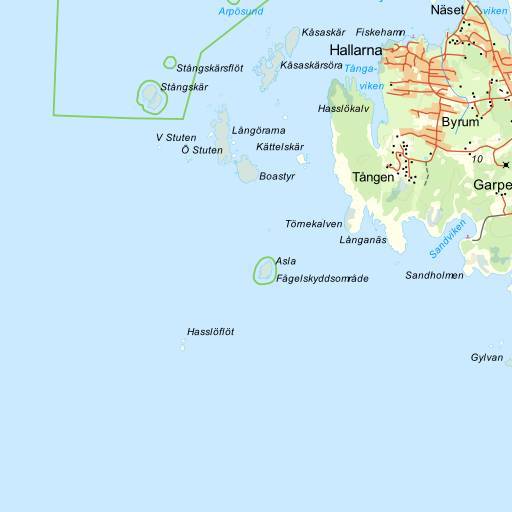 Arpösund
Näset
viken
Kåsaskär
Fiskehamn
Hallarna
Stångskärsflöt
Kåsaskärsöra
Tånga-
viken
Stångskär
Hasslökalv
Byrum
Långörarna
V Stuten
Kättelskär
Ö Stuten
10
Boastyr
Tången
Garpe
Törnekalven
Långanäs
Sandviken
Asla
Fågelskyddsområde
Sandholmen
Hasslöflöt
Gylvan